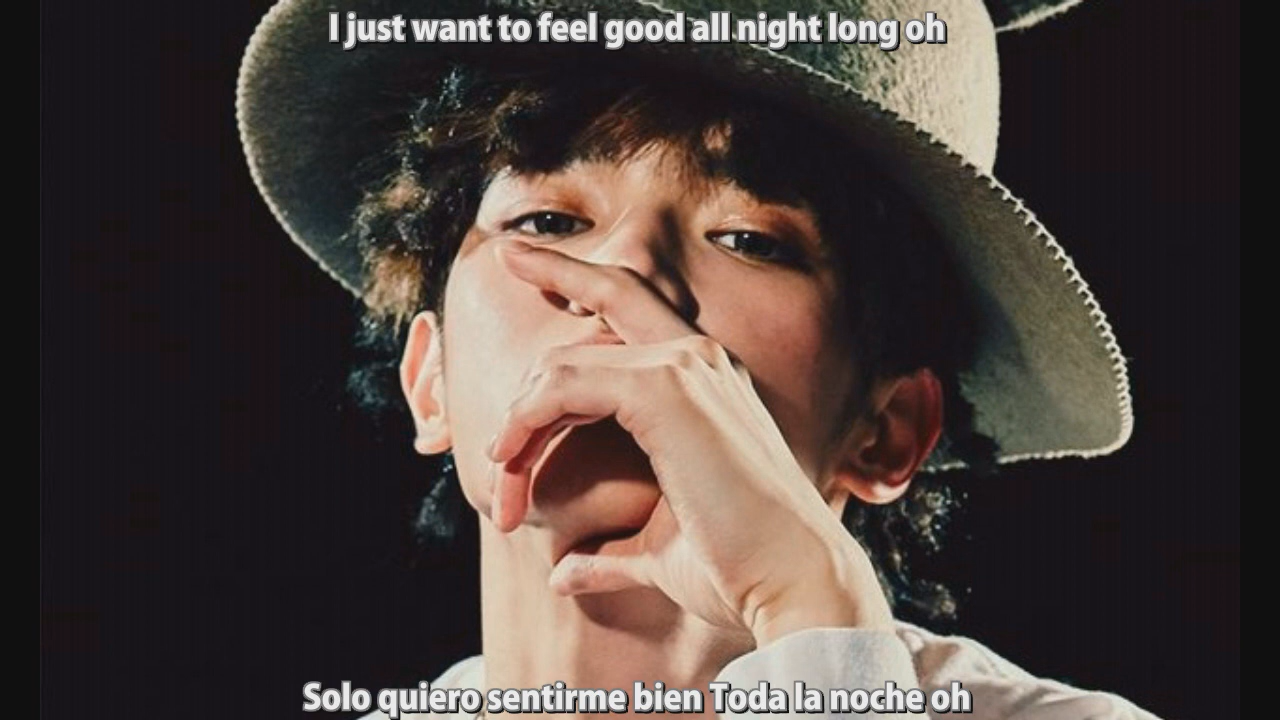 I just want to feel good all night long oh
Solo quiero sentirme bien Toda la noche oh